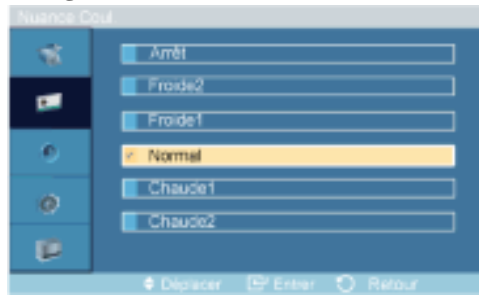 Nuance Coul.
Arrêt
Froide2
Froide1
Normal
Chaude1
Chaude2
Déplacer Entrer Retour